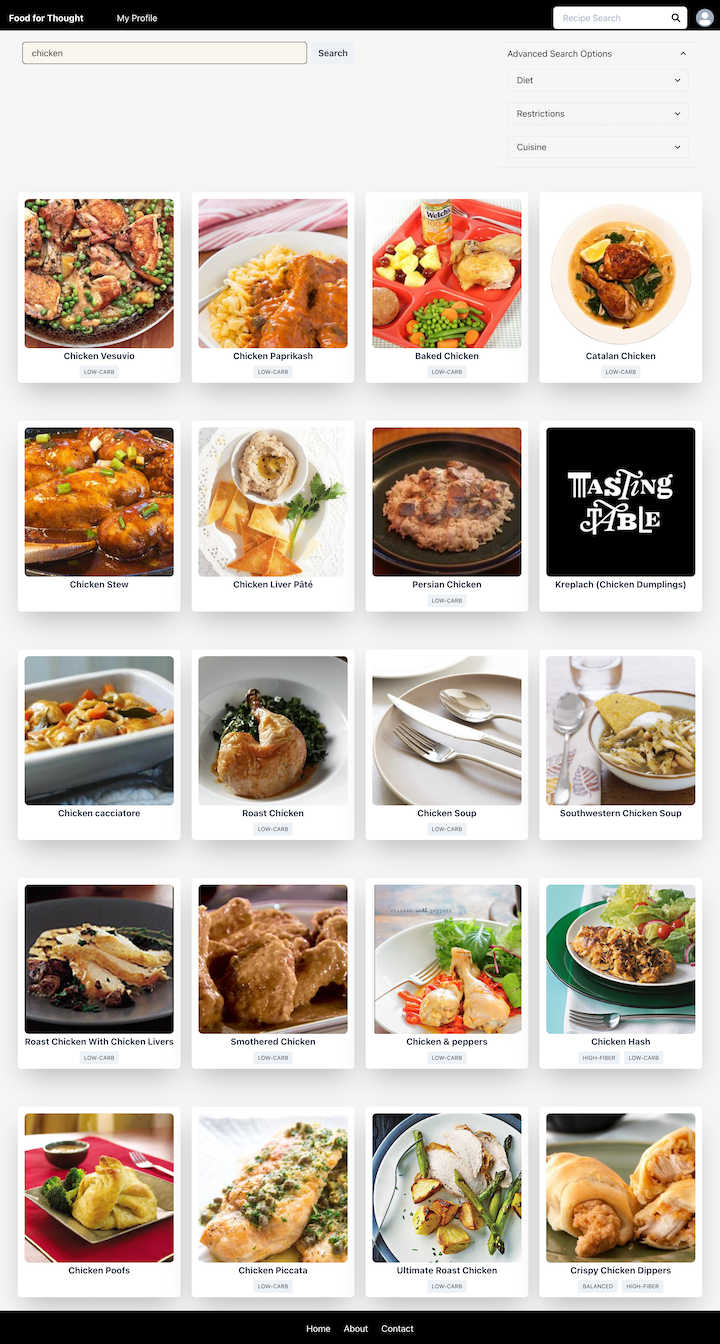 Food for Thought My Profile Recipe Search
chicken Search Advanced Search Options
Diet
Restrictions
Cuisine
Welch's
100%
Chicken Vesuvio Chicken Paprikash Baked Chicken Catalan Chicken
LOW-CARB LOW-CARB LOW-CARB LOW-CARB
TASTING
TABLE
Chicken Stew Chicken Liver Pâté Persian Chicken Kreplach (Chicken Dumplings)
LOW-CARB
Chicken cacciatore Roast Chicken Chicken Soup Southwestern Chicken Soup
LOW-CARB LOW-CARB
chicken with peppers
Roast Chicken With Chicken Livers Smothered Chicken Chicken & peppers Chicken Hash
LOW-CARB LOW-CARB LOW-CARB HIGH-FIBER LOW-CARB
Chicken Poofs Chicken Piccata Ultimate Roast Chicken Crispy Chicken Dippers
LOW-CARB LOW-CARB BALANCED HIGH-FIBER
Home About Contact